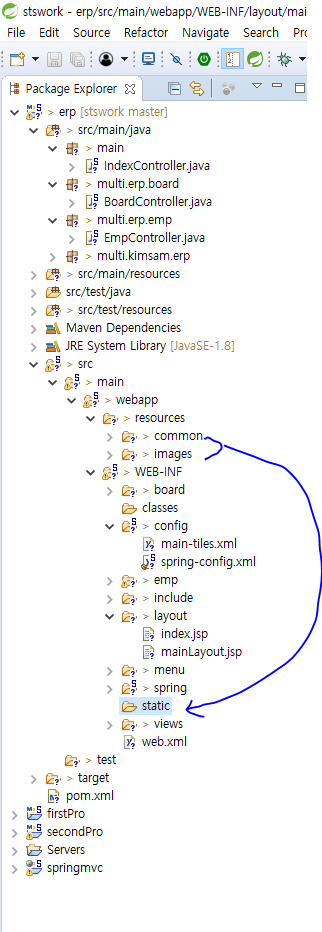 stswork - erp/src/main/webapp/WEB-INF/layout/mai
File Edit Source Refactor Navigate Search Proj
Package Explorer
> erp [stswork master]
> src/main/java
> main
> IndexController.java
> multi.erp.board
> BoardController.java
> multi.erp.emp
> EmpController.java
> multi.kimsam.erp
> src/main/resources
src/test/java
> src/test/resources
Maven Dependencies
JRE System Library [JavaSE-1.8]
> src
> main
> webapp
> resources
> common
> images
> WEB-INF
> board
classes
> config
main-tiles.xml
spring-config.xml
> emp
> include
> layout
index.jsp
mainLayout.jsp
> menu
> spring
static
> views
web.xml
> test
> target
pom.xml
firstPro
secondPro
Servers
springmvc